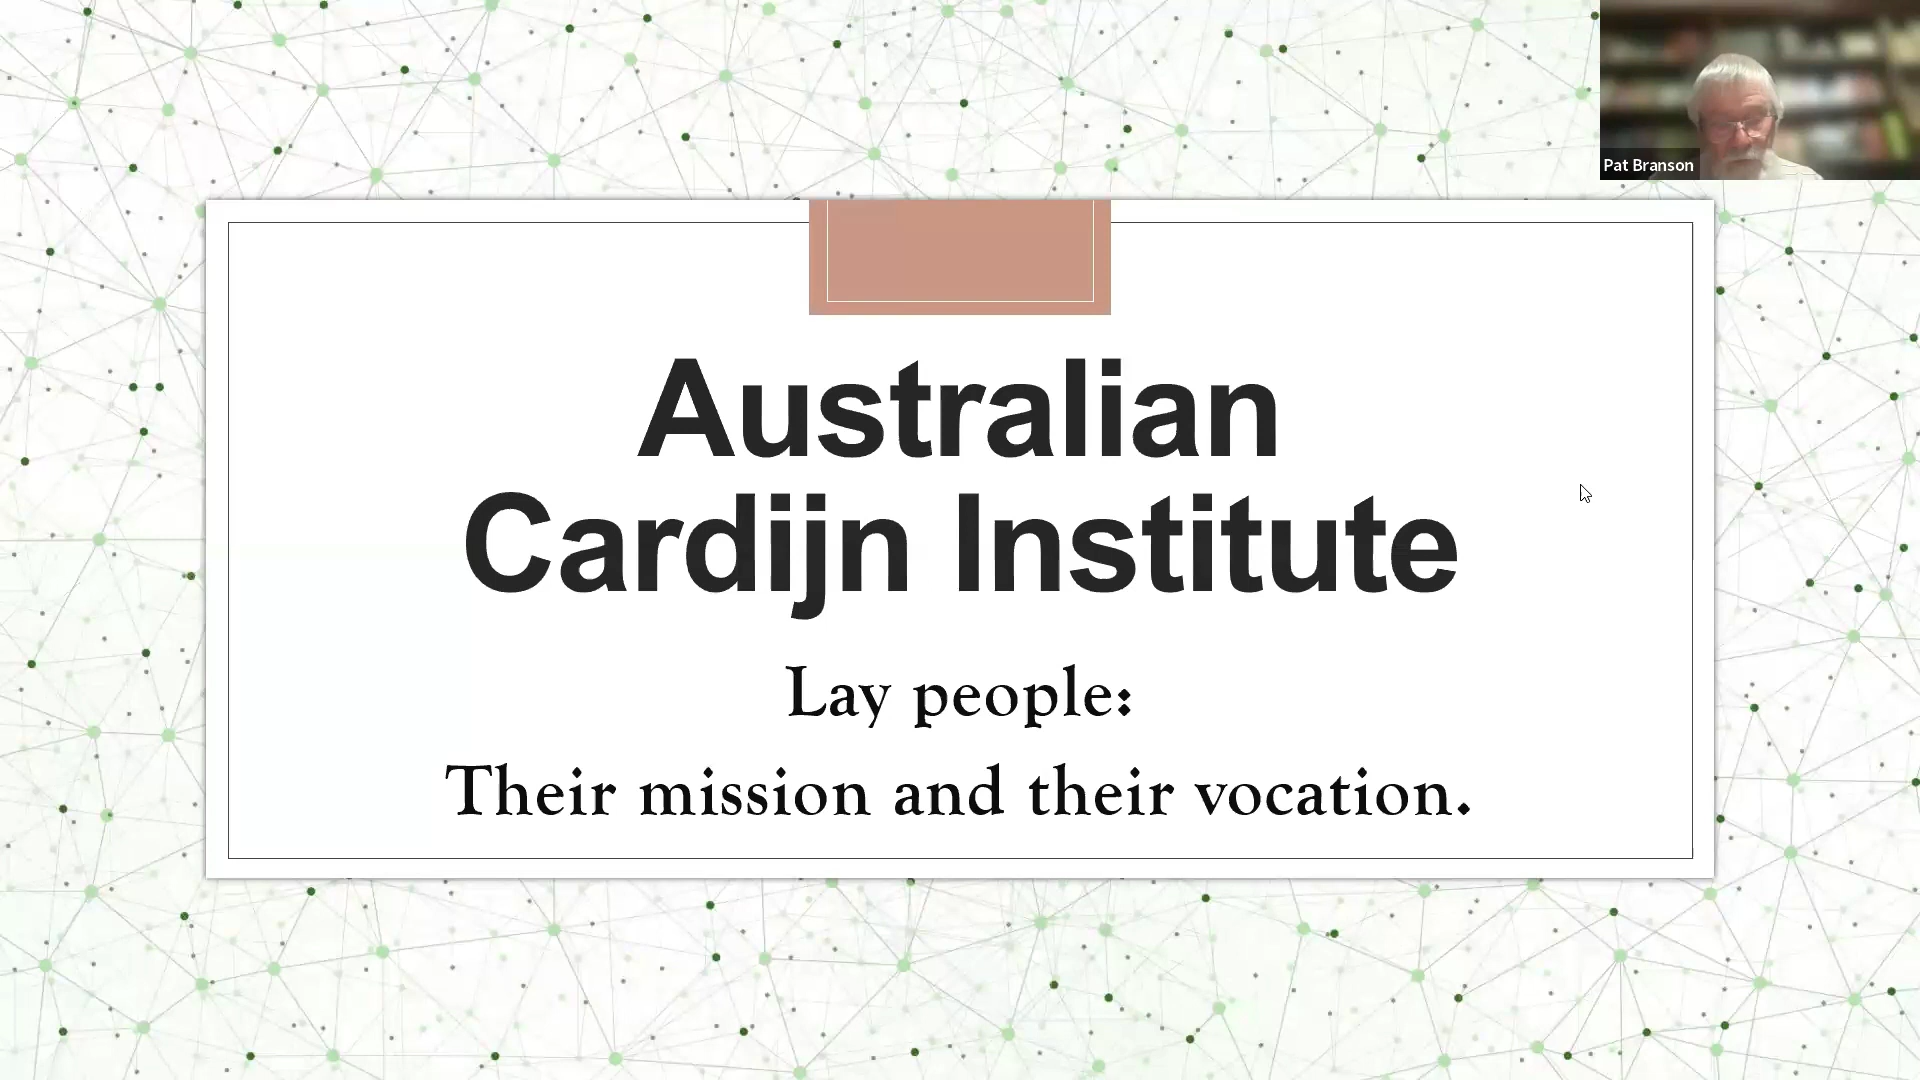 Pat Branson
Australian
Cardijn Institute
Lay people:
Their mission and their vocation.